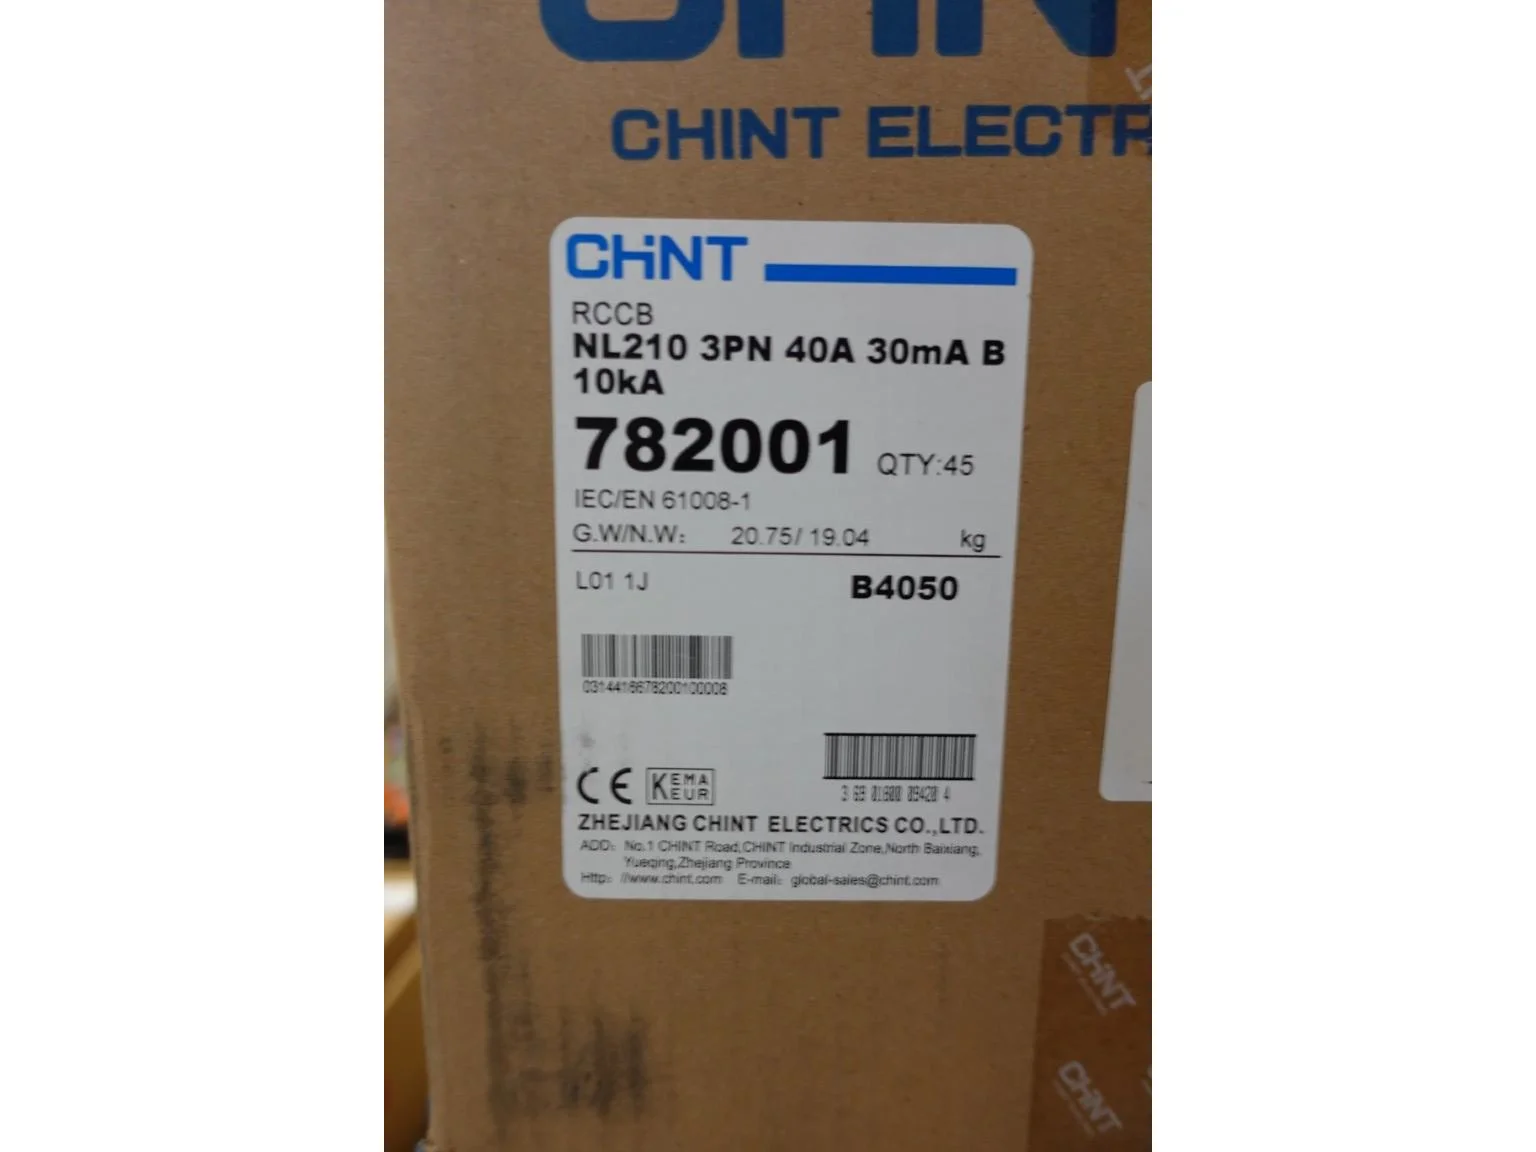 CHINT
CHINT ELECTR
CHINT
RCCB
NL210 3PN 40A 30mA B
10kA
782001 QTY:45
IEC/EN 61008-1
G.W/N.W: 20.75/ 19.04 kg
L01 1J B4050
0314416678200100008
CE KEMA EUR
ZHEJIANG CHINT ELECTRICS CO.,LTD.
ADD: No.1 CHINT Road,CHINT Industrial Zone,North Baixiang,
Yueqing,Zhejiang Province
Http: //www.chint.com E-mail: global-sales@chint.com
CHINT
CHINT